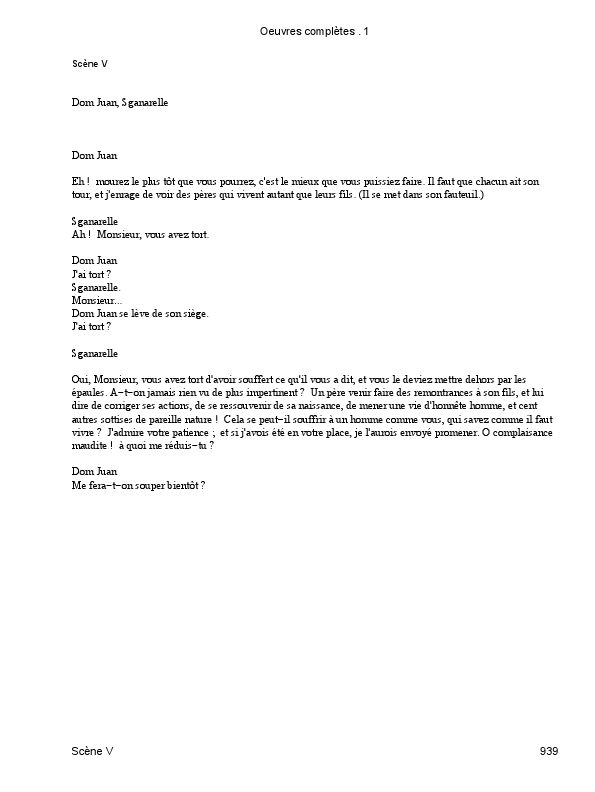 Oeuvres complètes . 1
Scène V
Dom Juan, Sganarelle
Dom Juan
Eh ! mourez le plus tôt que vous pourrez, c'est le mieux que vous puissiez faire. Il faut que chacun ait son
tour, et j'enrage de voir des pères qui vivent autant que leurs fils. (Il se met dans son fauteuil.)
Sganarelle
Ah ! Monsieur, vous avez tort.
Dom Juan
J'ai tort ?
Sganarelle.
Monsieur...
Dom Juan se lève de son siège.
J'ai tort ?
Sganarelle
Oui, Monsieur, vous avez tort d'avoir souffert ce qu'il vous a dit, et vous le deviez mettre dehors par les
épaules. A−t−on jamais rien vu de plus impertinent ? Un père venir faire des remontrances à son fils, et lui
dire de corriger ses actions, de se ressouvenir de sa naissance, de mener une vie d'honnête homme, et cent
autres sottises de pareille nature ! Cela se peut−il souffrir à un homme comme vous, qui savez comme il faut
vivre ? J'admire votre patience ; et si j'avois été en votre place, je l'aurois envoyé promener. O complaisance
maudite ! à quoi me réduis−tu ?
Dom Juan
Me fera−t−on souper bientôt ?
Scène V
939